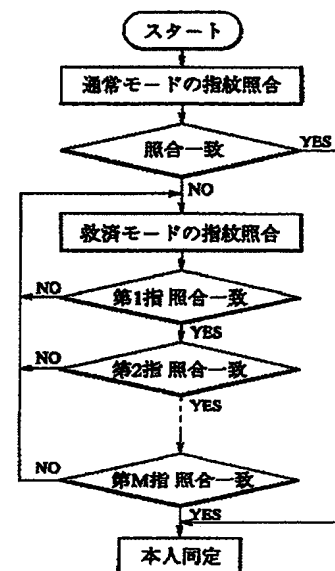 スタート
通常モードの指紋照合
照合一致
YES
NO
救済モードの指紋照合
NO
第1指 照合一致
YES
NO
第2指 照合一致
YES
NO
第M指 照合一致
YES
本人同定